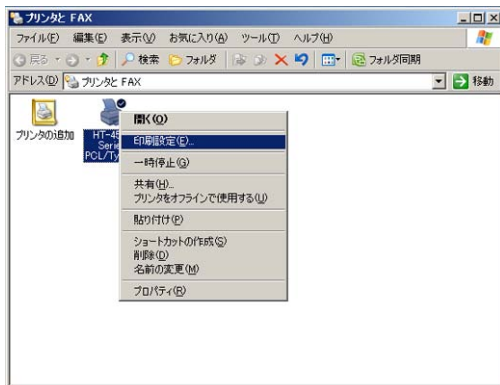 プリンタと FAX
ファイル(F) 編集(E) 表示(V) お気に入り(A) ツール(T) ヘルプ(H)
戻る 検索 フォルダ フォルダ同期
アドレス(D) プリンタと FAX 移動
プリンタの追加
HT-45
Serie
PCL/Ty
開く(O)
印刷設定(E)...
一時停止(G)
共有(H)...
プリンタをオフラインで使用する(U)
貼り付け(P)
ショートカットの作成(S)
削除(D)
名前の変更(M)
プロパティ(R)